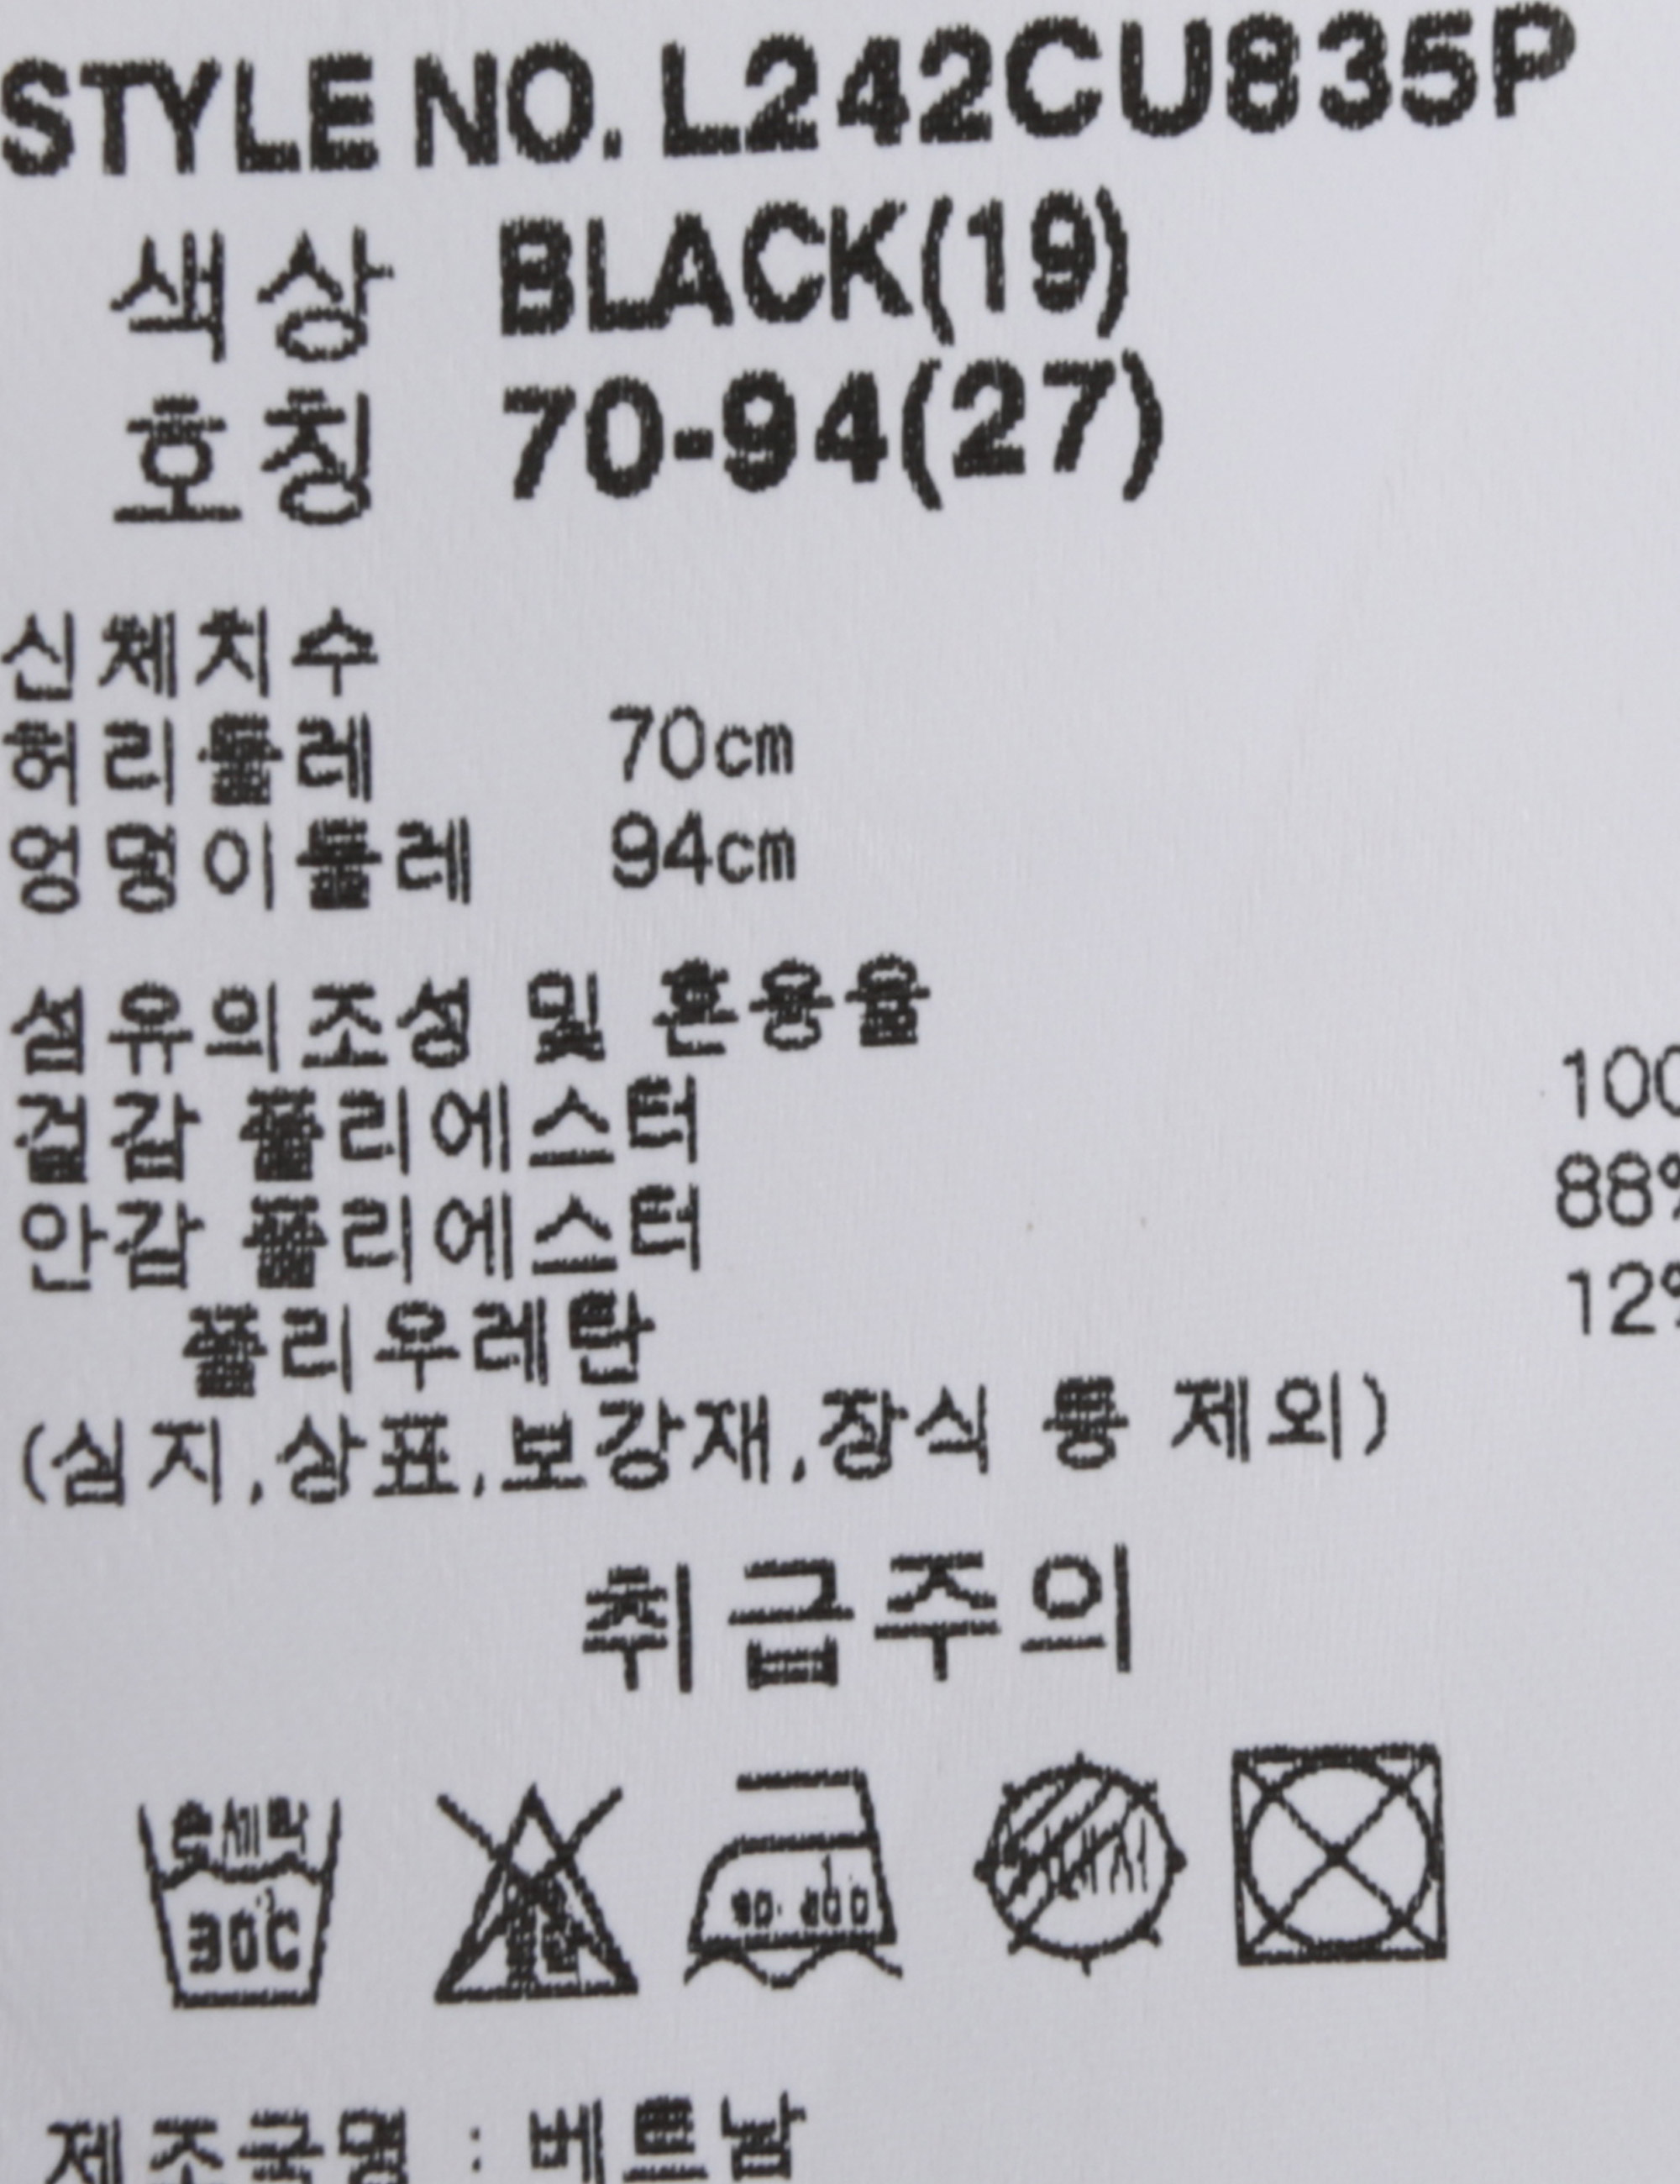 STYLE NO. L242CU835P
색상 BLACK(19)
호칭 70-94(27)
신체치수
허리둘레 70cm
엉덩이둘레 94cm
섬유의조성 및 혼용율
겉감 폴리에스터 100
안감 폴리에스터 88%
폴리우레탄 12%
(심지,상표,보강재,장식 등 제외)
취급주의
손세탁
30℃
제조국명 : 베트남